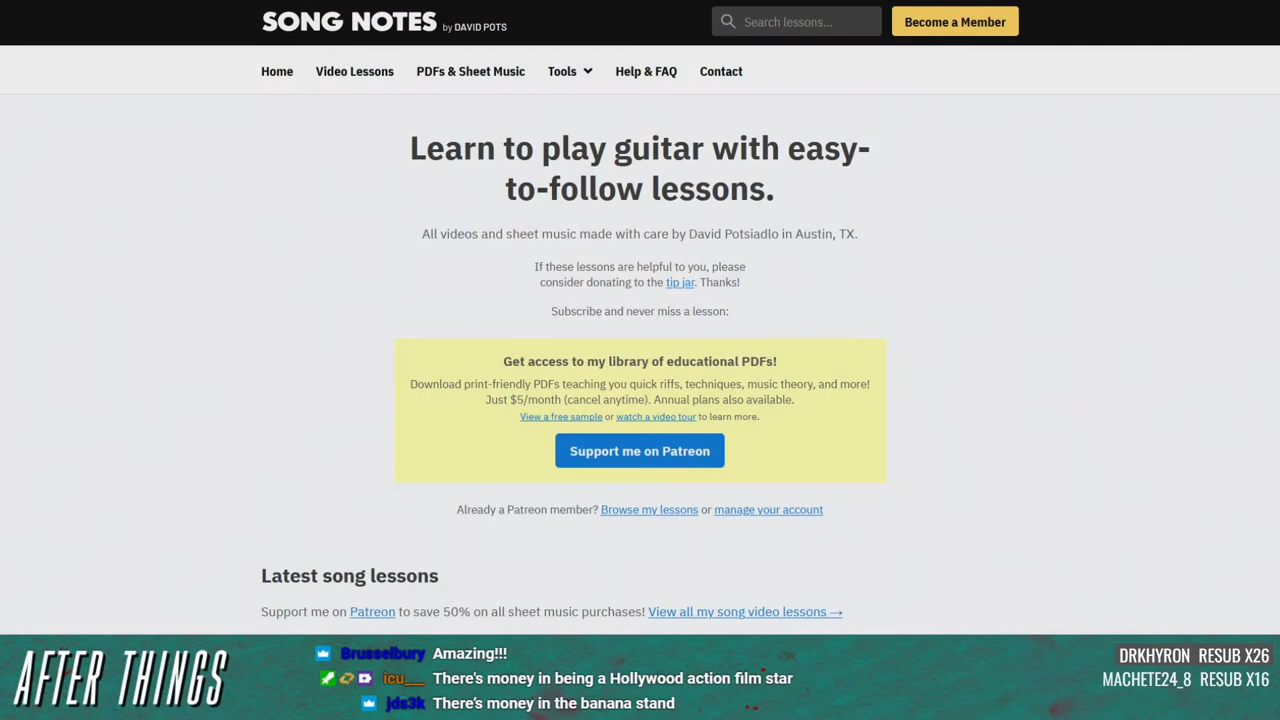 SONG NOTES by DAVID POTS
Search lessons...
Become a Member
Home Video Lessons PDFs & Sheet Music Tools Help & FAQ Contact
Learn to play guitar with easy-
to-follow lessons.
All videos and sheet music made with care by David Potsiadlo in Austin, TX.
If these lessons are helpful to you, please
consider donating to the tip jar. Thanks!
Subscribe and never miss a lesson:
Get access to my library of educational PDFs!
Download print-friendly PDFs teaching you quick riffs, techniques, music theory, and more!
Just $5/month (cancel anytime). Annual plans also available.
View a free sample or watch a video tour to learn more.
Support me on Patreon
Already a Patreon member? Browse my lessons or manage your account
Latest song lessons
Support me on Patreon to save 50% on all sheet music purchases! View all my song video lessons →
AFTER THINGS
Brusselbury Amazing!!!
icu__ There's money in being a Hollywood action film star
jds3k There's money in the banana stand
DRKHYRON RESUB X26
MACHETE24_8 RESUB X16